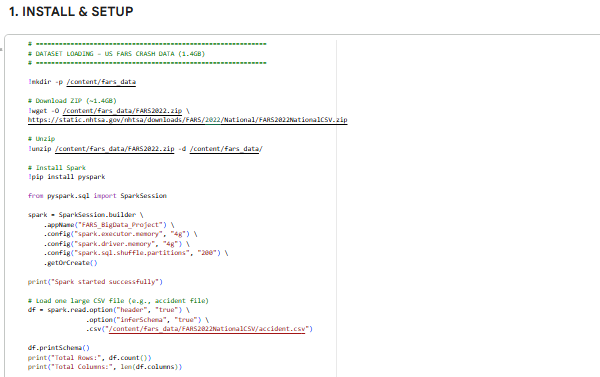 1. INSTALL & SETUP
# ============================================================
# DATASET LOADING - US FARS CRASH DATA (1.4GB)
# ============================================================
!mkdir -p /content/fars_data
# Download ZIP (~1.4GB)
!wget -O /content/fars_data/FARS2022.zip \
https://static.nhtsa.gov/nhtsa/downloads/FARS/2022/National/FARS2022NationalCSV.zip
# Unzip
!unzip /content/fars_data/FARS2022.zip -d /content/fars_data/
# Install Spark
!pip install pyspark
from pyspark.sql import SparkSession
spark = SparkSession.builder \
.appName("FARS_BigData_Project") \
.config("spark.executor.memory", "4g") \
.config("spark.driver.memory", "4g") \
.config("spark.sql.shuffle.partitions", "200") \
.getOrCreate()
print("Spark started successfully")
# Load one large CSV file (e.g., accident file)
df = spark.read.option("header", "true") \
.option("inferSchema", "true") \
.csv("/content/fars_data/FARS2022NationalCSV/accident.csv")
df.printSchema()
print("Total Rows:", df.count())
print("Total Columns:", len(df.columns))